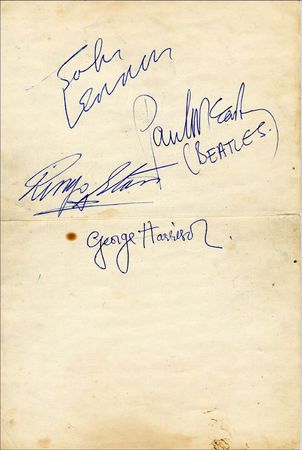 John
Lennon
Paul McCartney
(BEATLES.)
Ringo Starr
George Harrison.